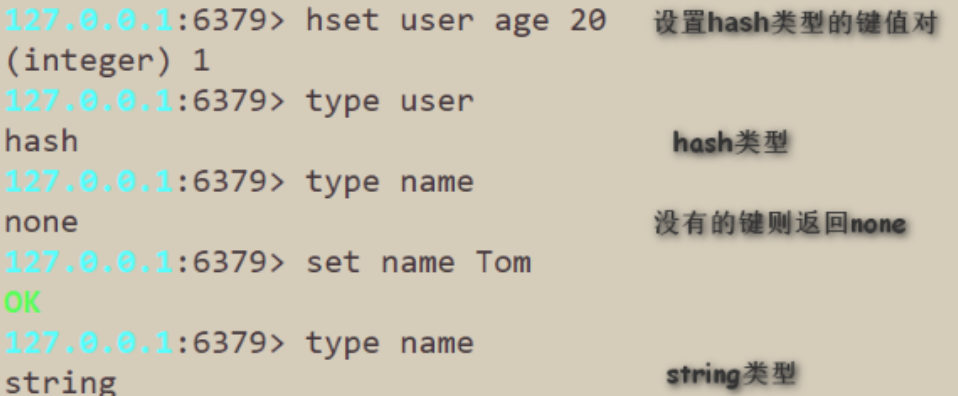 127.0.0.1:6379> hset user age 20 设置hash类型的键值对
(integer) 1
127.0.0.1:6379> type user
hash hash类型
127.0.0.1:6379> type name
none 没有的键则返回none
127.0.0.1:6379> set name Tom
OK
127.0.0.1:6379> type name
string string类型